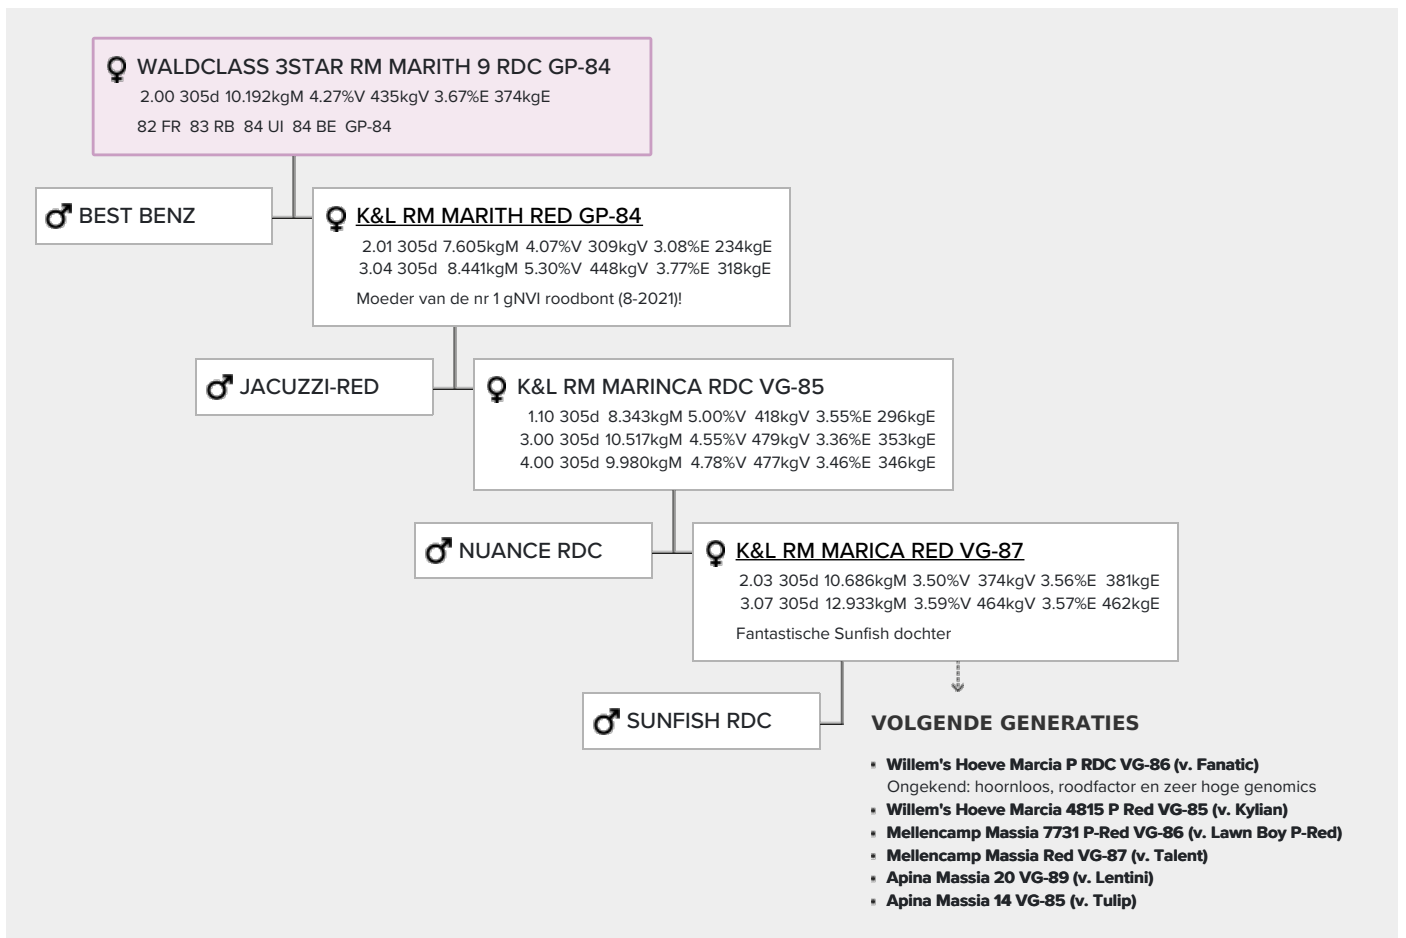 WALDCLASS 3STAR RM MARITH 9 RDC GP-84
2.00 305d 10.192kgM 4.27%V 435kgV 3.67%E 374kgE
82 FR 83 RB 84 UI 84 BE GP-84
BEST BENZ
K&L RM MARITH RED GP-84
2.01 305d 7.605kgM 4.07%V 309kgV 3.08%E 234kgE
3.04 305d 8.441kgM 5.30%V 448kgV 3.77%E 318kgE
Moeder van de nr 1 gNVI roodbont (8-2021)!
JACUZZI-RED
K&L RM MARINCA RDC VG-85
1.10 305d 8.343kgM 5.00%V 418kgV 3.55%E 296kgE
3.00 305d 10.517kgM 4.55%V 479kgV 3.36%E 353kgE
4.00 305d 9.980kgM 4.78%V 477kgV 3.46%E 346kgE
NUANCE RDC
K&L RM MARICA RED VG-87
2.03 305d 10.686kgM 3.50%V 374kgV 3.56%E 381kgE
3.07 305d 12.933kgM 3.59%V 464kgV 3.57%E 462kgE
Fantastische Sunfish dochter
SUNFISH RDC
VOLGENDE GENERATIES
Willem's Hoeve Marcia P RDC VG-86 (v. Fanatic)
Ongekend: hoornloos, roodfactor en zeer hoge genomics
Willem's Hoeve Marcia 4815 P Red VG-85 (v. Kylian)
Mellencamp Massia 7731 P-Red VG-86 (v. Lawn Boy P-Red)
Mellencamp Massia Red VG-87 (v. Talent)
Apina Massia 20 VG-89 (v. Lentini)
Apina Massia 14 VG-85 (v. Tulip)